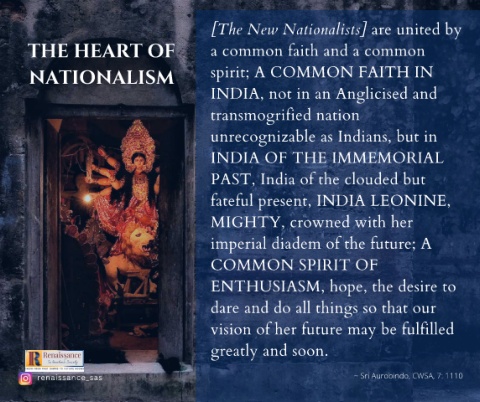 THE HEART OF
NATIONALISM
[The New Nationalists] are united by
a common faith and a common
spirit; A COMMON FAITH IN
INDIA, not in an Anglicised and
transmogrified nation
unrecognizable as Indians, but in
INDIA OF THE IMMEMORIAL
PAST, India of the clouded but
fateful present, INDIA LEONINE,
MIGHTY, crowned with her
imperial diadem of the future; A
COMMON SPIRIT OF
ENTHUSIASM, hope, the desire to
dare and do all things so that our
vision of her future may be fulfilled
greatly and soon.
~ Sri Aurobindo, CWSA, 7: 1110
Renaissance
renaissance_sas